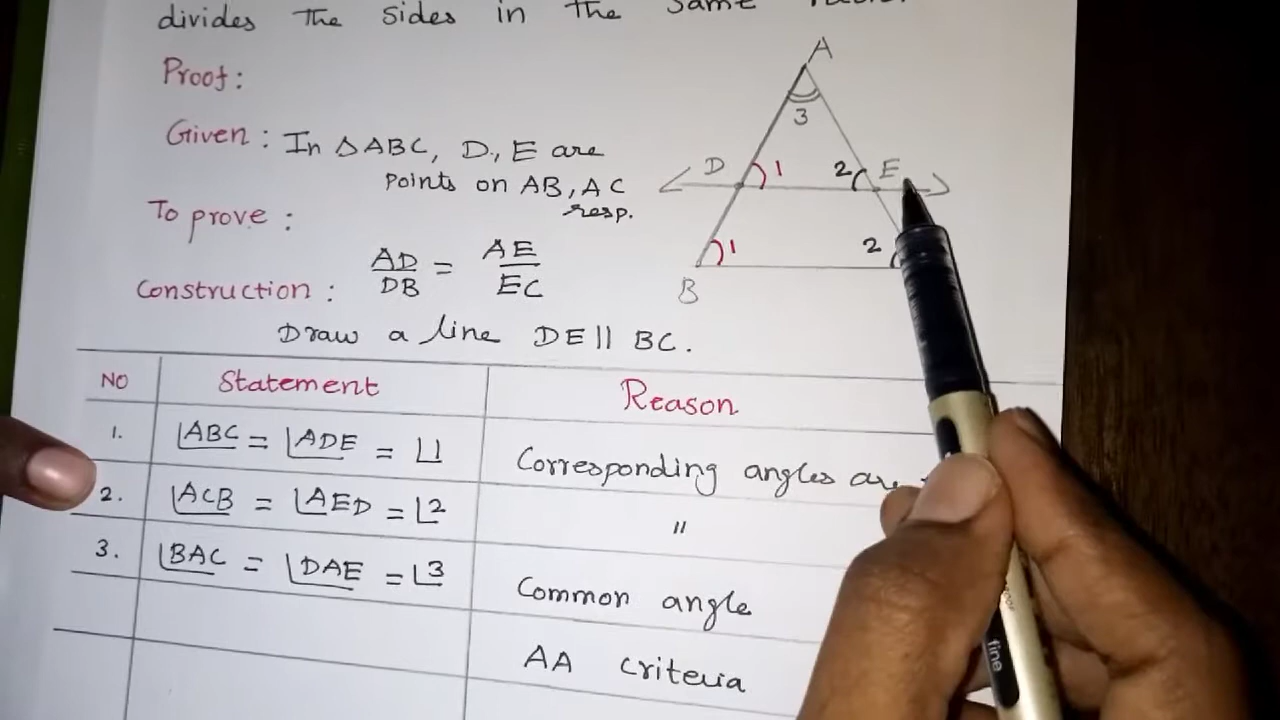 divides the sides in the same
Proof:
Given: In △ABC, D, E are
points on AB, AC
resp.
To prove:
AD/DB = AE/EC
Construction:
Draw a line DE || BC.
A
3
D 1 2 E
1 2
B
NO Statement Reason
1. ∠ABC = ∠ADE = ∠1 Corresponding angles are
2. ∠ACB = ∠AED = ∠2 "
3. ∠BAC = ∠DAE = ∠3 Common angle
AA criteria
fine